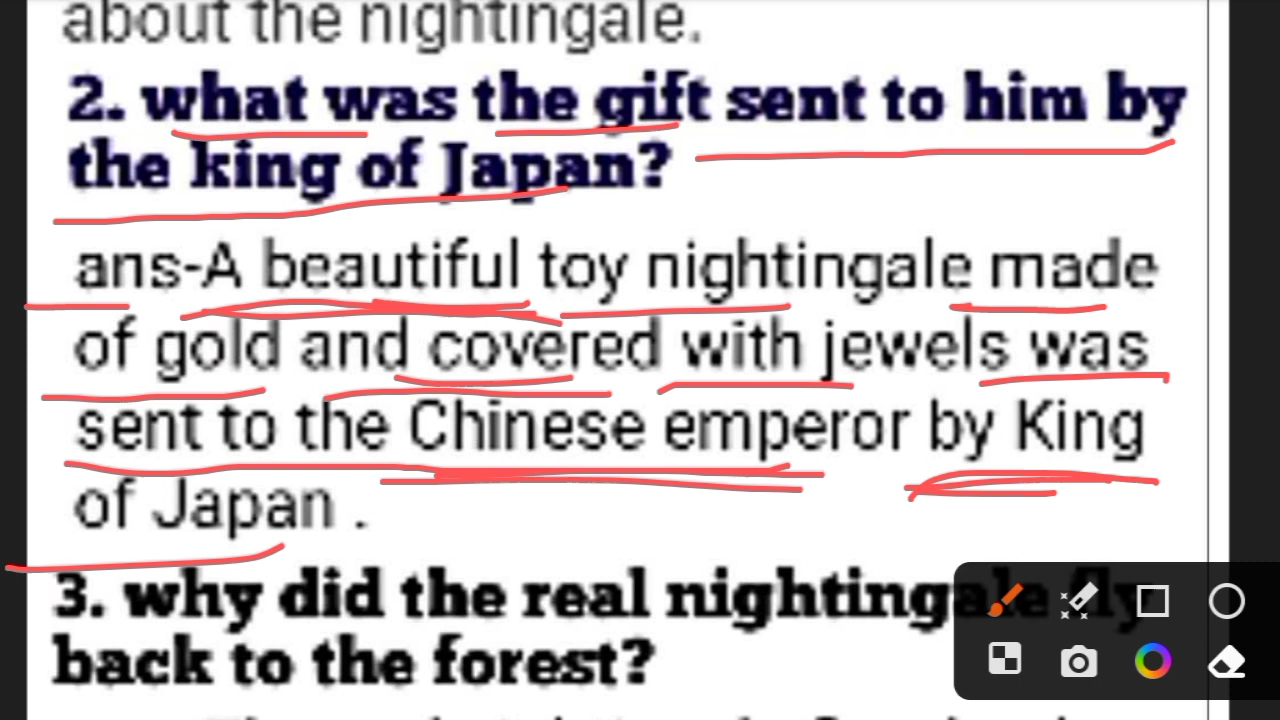 about the nightingale.
2. what was the gift sent to him by
the king of Japan?
ans-A beautiful toy nightingale made
of gold and covered with jewels was
sent to the Chinese emperor by King
of Japan .
3. why did the real nightingale fly
back to the forest?